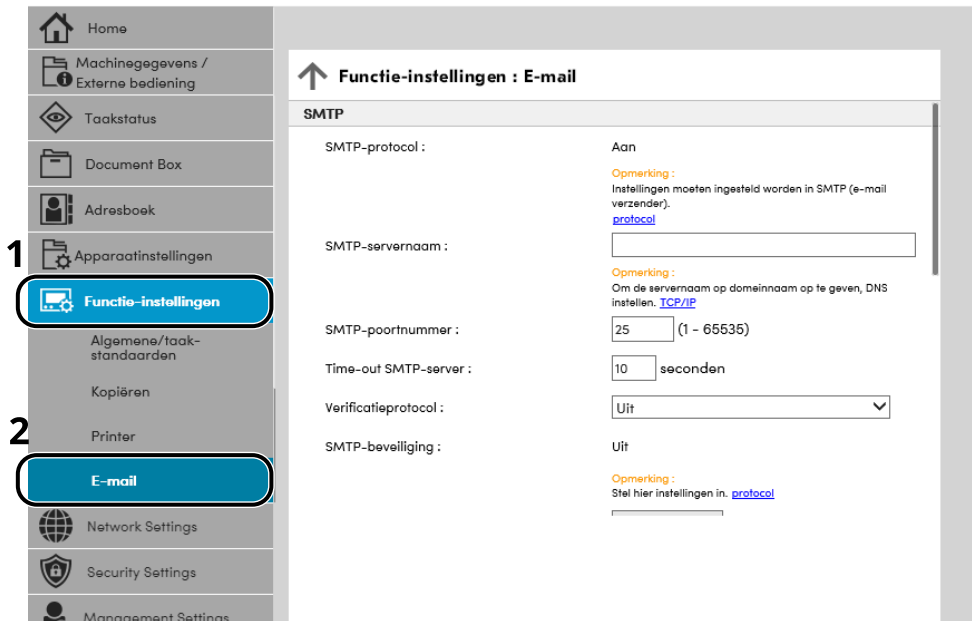 Home
Machinegegevens /
Externe bediening
Taakstatus
Document Box
Adresboek
1
Apparaatinstellingen
Functie-instellingen
Algemene/taak-
standaarden
Kopiëren
2
Printer
E-mail
Network Settings
Security Settings
Management Settings
Functie-instellingen : E-mail
SMTP
SMTP-protocol : Aan
Opmerking :
Instellingen moeten ingesteld worden in SMTP (e-mail
verzender).
protocol
SMTP-servernaam :
Opmerking :
Om de servernaam op domeinnaam op te geven, DNS
instellen. TCP/IP
SMTP-poortnummer : 25 (1 - 65535)
Time-out SMTP-server : 10 seconden
Verificatieprotocol : Uit
SMTP-beveiliging : Uit
Opmerking :
Stel hier instellingen in. protocol